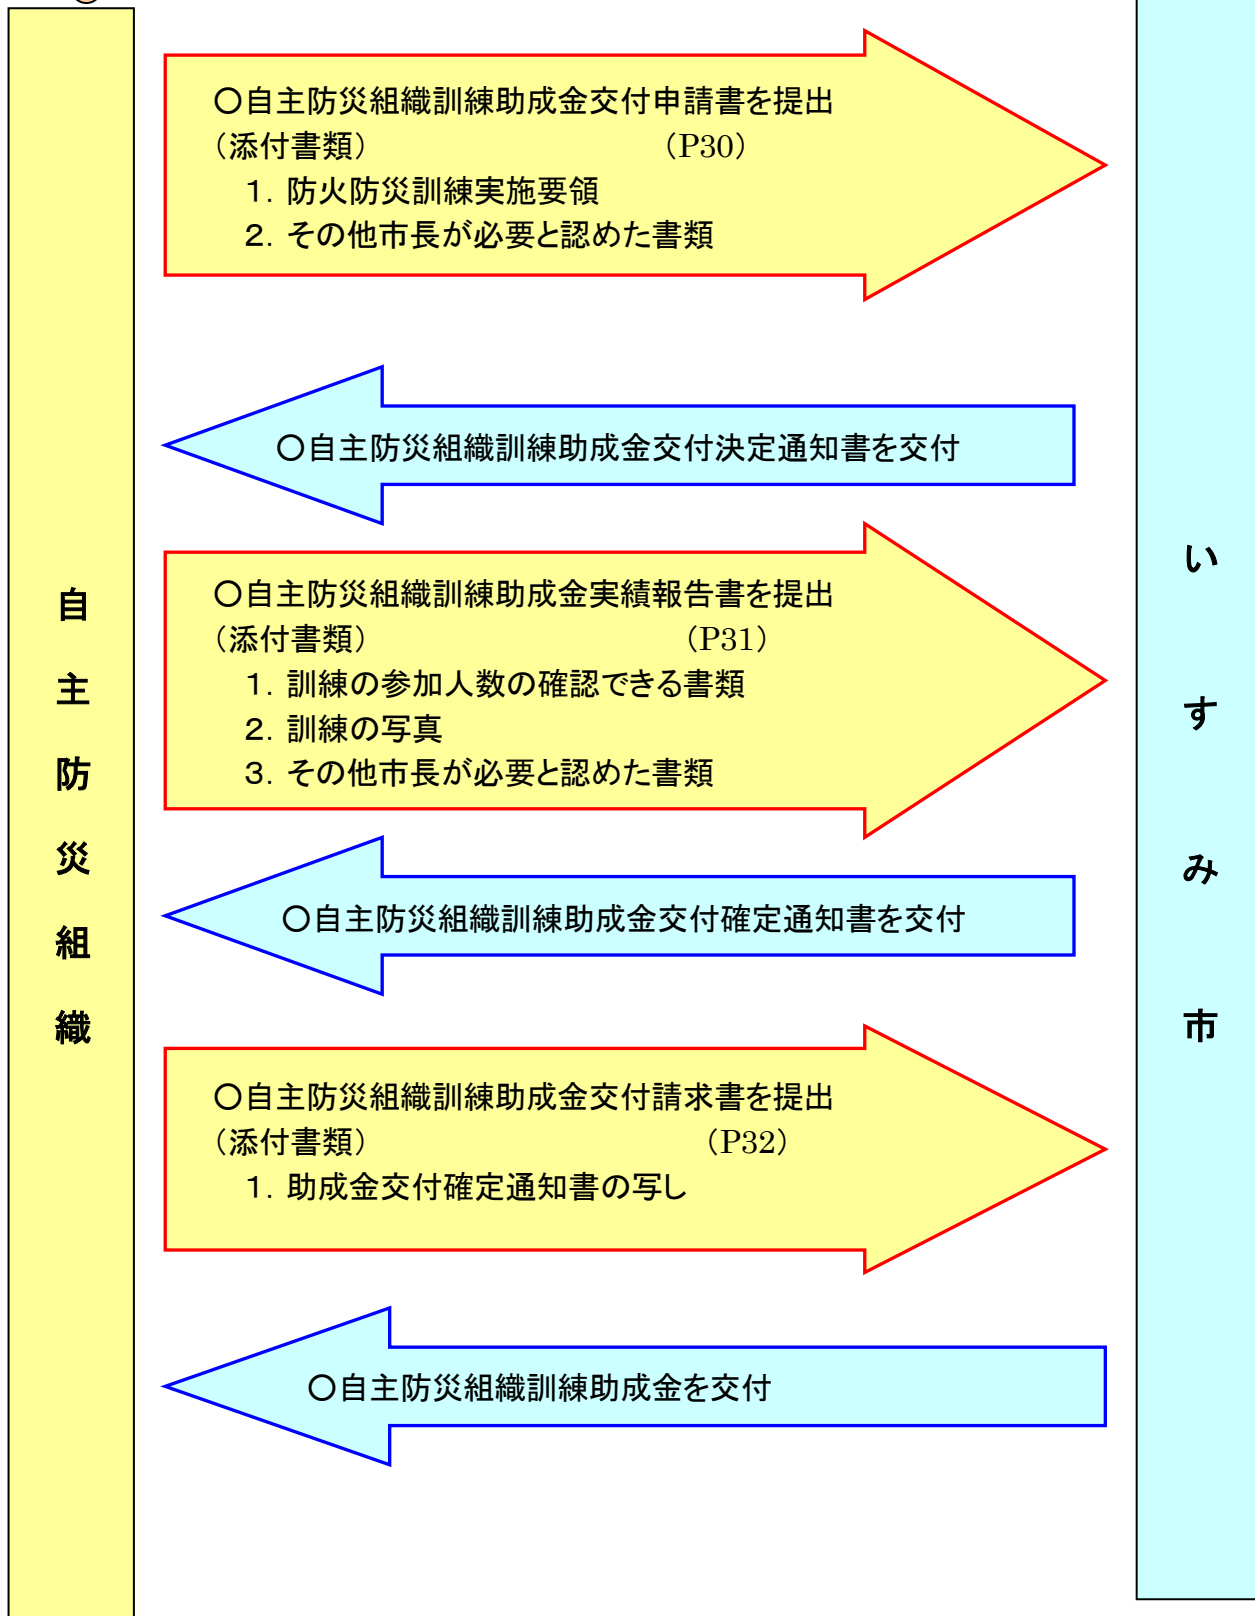 〇自主防災組織訓練助成金交付申請書を提出
（添付書類）　　　　　　　　　（P30）
１．防火防災訓練実施要領
２．その他市長が必要と認めた書類
〇自主防災組織訓練助成金交付決定通知書を交付
〇自主防災組織訓練助成金実績報告書を提出
（添付書類）　　　　　　　　　　（P31）
１．訓練の参加人数の確認できる書類
２．訓練の写真
３．その他市長が必要と認めた書類
〇自主防災組織訓練助成金交付確定通知書を交付
〇自主防災組織訓練助成金交付請求書を提出
（添付書類）　　　　　　　　　　（P32）
１．助成金交付確定通知書の写し
〇自主防災組織訓練助成金を交付
自主防災組織
いすみ市